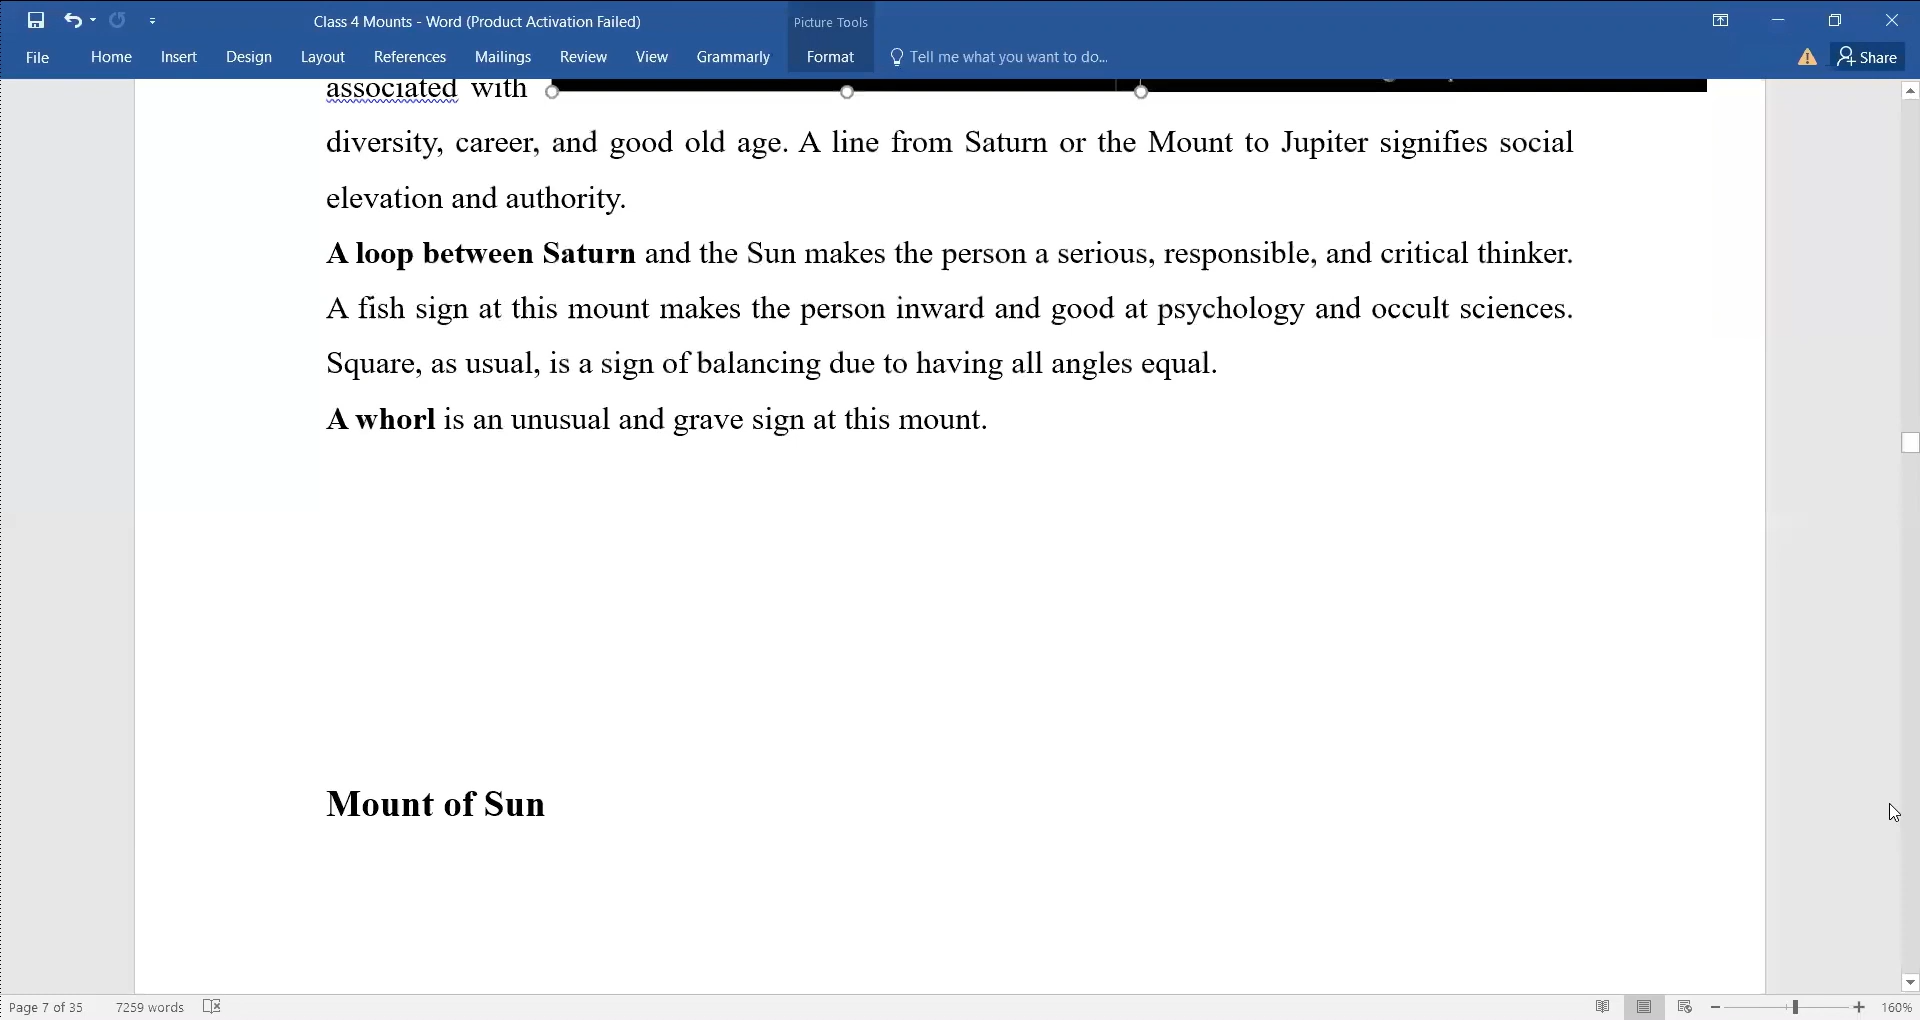 Class 4 Mounts - Word (Product Activation Failed)
Picture Tools
File Home Insert Design Layout References Mailings Review View Grammarly Format Tell me what you want to do... Share
associated with
diversity, career, and good old age. A line from Saturn or the Mount to Jupiter signifies social
elevation and authority.
A loop between Saturn and the Sun makes the person a serious, responsible, and critical thinker.
A fish sign at this mount makes the person inward and good at psychology and occult sciences.
Square, as usual, is a sign of balancing due to having all angles equal.
A whorl is an unusual and grave sign at this mount.
Mount of Sun
Page 7 of 35 7259 words 160%